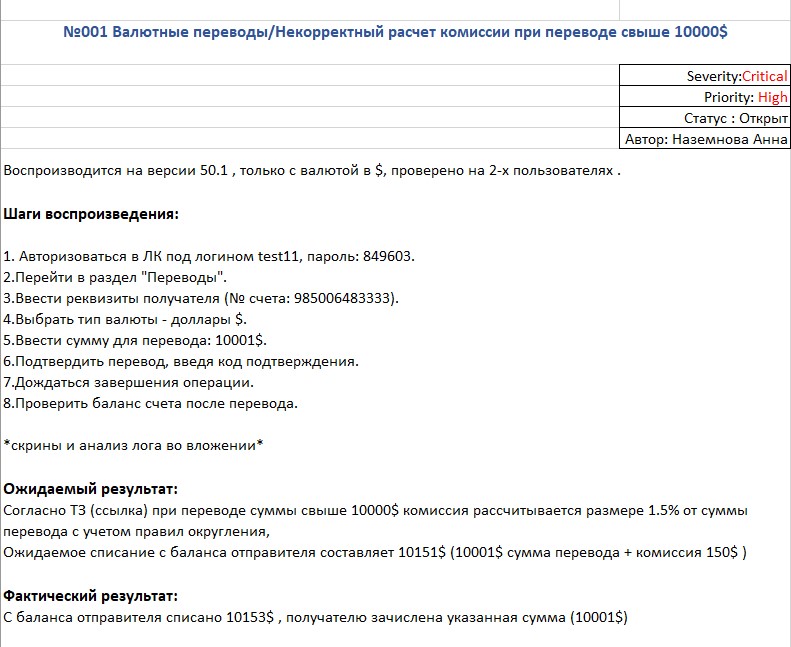 №001 Валютные переводы/Некорректный расчет комиссии при переводе свыше 10000$
Severity:Critical
Priority: High
Статус : Открыт
Автор: Наземнова Анна
Воспроизводится на версии 50.1 , только с валютой в $, проверено на 2-х пользователях .
Шаги воспроизведения:
1. Авторизоваться в ЛК под логином test11, пароль: 849603.
2.Перейти в раздел "Переводы".
3.Ввести реквизиты получателя (№ счета: 985006483333).
4.Выбрать тип валюты - доллары $.
5.Ввести сумму для перевода: 10001$.
6.Подтвердить перевод, введя код подтверждения.
7.Дождаться завершения операции.
8.Проверить баланс счета после перевода.
*скрины и анализ лога во вложении*
Ожидаемый результат:
Согласно ТЗ (ссылка) при переводе суммы свыше 10000$ комиссия рассчитывается размере 1.5% от суммы
перевода с учетом правил округления,
Ожидаемое списание с баланса отправителя составляет 10151$ (10001$ сумма перевода + комиссия 150$ )
Фактический результат:
С баланса отправителя списано 10153$ , получателю зачислена указанная сумма (10001$)